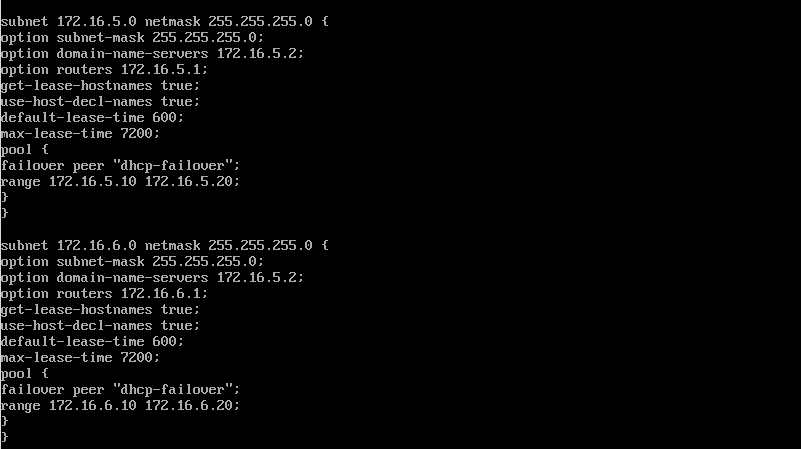 subnet 172.16.5.0 netmask 255.255.255.0 {
option subnet-mask 255.255.255.0;
option domain-name-servers 172.16.5.2;
option routers 172.16.5.1;
get-lease-hostnames true;
use-host-decl-names true;
default-lease-time 600;
max-lease-time 7200;
pool {
failover peer "dhcp-failover";
range 172.16.5.10 172.16.5.20;
}
}
subnet 172.16.6.0 netmask 255.255.255.0 {
option subnet-mask 255.255.255.0;
option domain-name-servers 172.16.5.2;
option routers 172.16.6.1;
get-lease-hostnames true;
use-host-decl-names true;
default-lease-time 600;
max-lease-time 7200;
pool {
failover peer "dhcp-failover";
range 172.16.6.10 172.16.6.20;
}
}